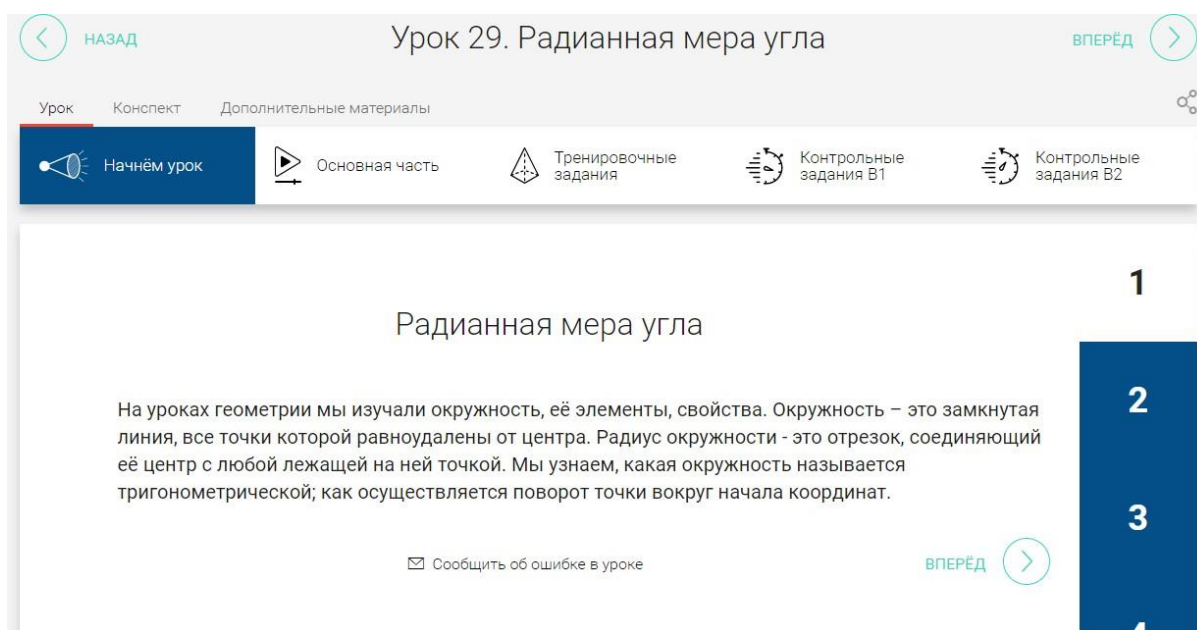 НАЗАД
Урок 29. Радианная мера угла
ВПЕРЁД
Урок
Конспект
Дополнительные материалы
Начнём урок
Основная часть
Тренировочные
задания
Контрольные
задания В1
Контрольные
задания В2
1
Радианная мера угла
2
На уроках геометрии мы изучали окружность, её элементы, свойства. Окружность – это замкнутая
линия, все точки которой равноудалены от центра. Радиус окружности - это отрезок, соединяющий
её центр с любой лежащей на ней точкой. Мы узнаем, какая окружность называется
тригонометрической; как осуществляется поворот точки вокруг начала координат.
3
Сообщить об ошибке в уроке
ВПЕРЁД